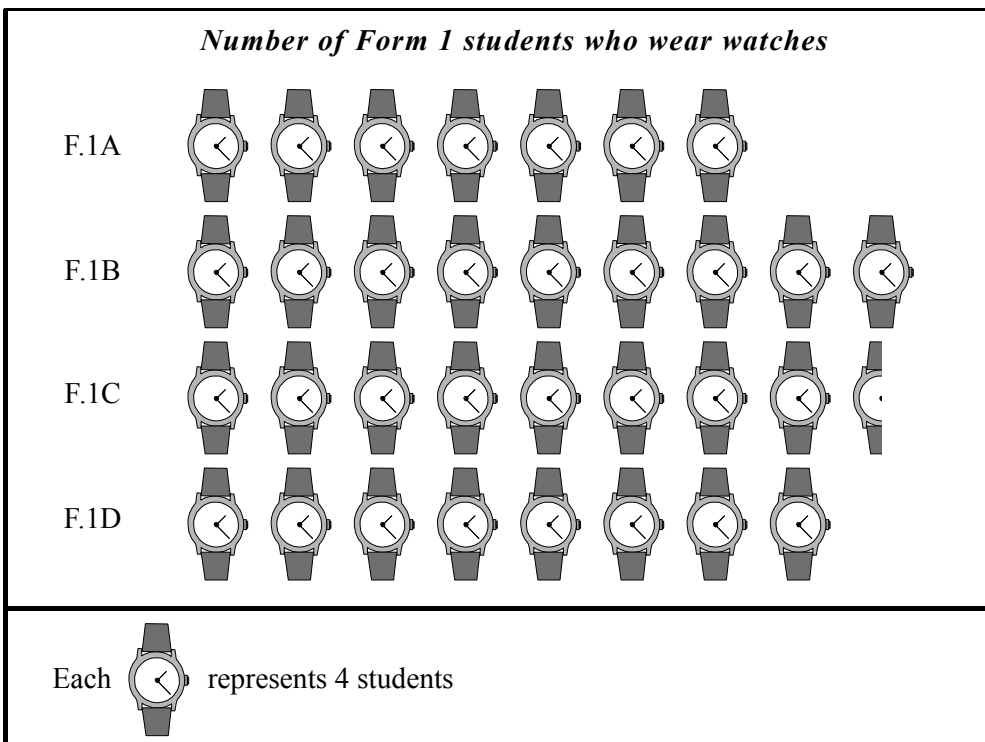 Number of Form 1 students who wear watches
F.1A
F.1B
F.1C
F.1D
Each represents 4 students